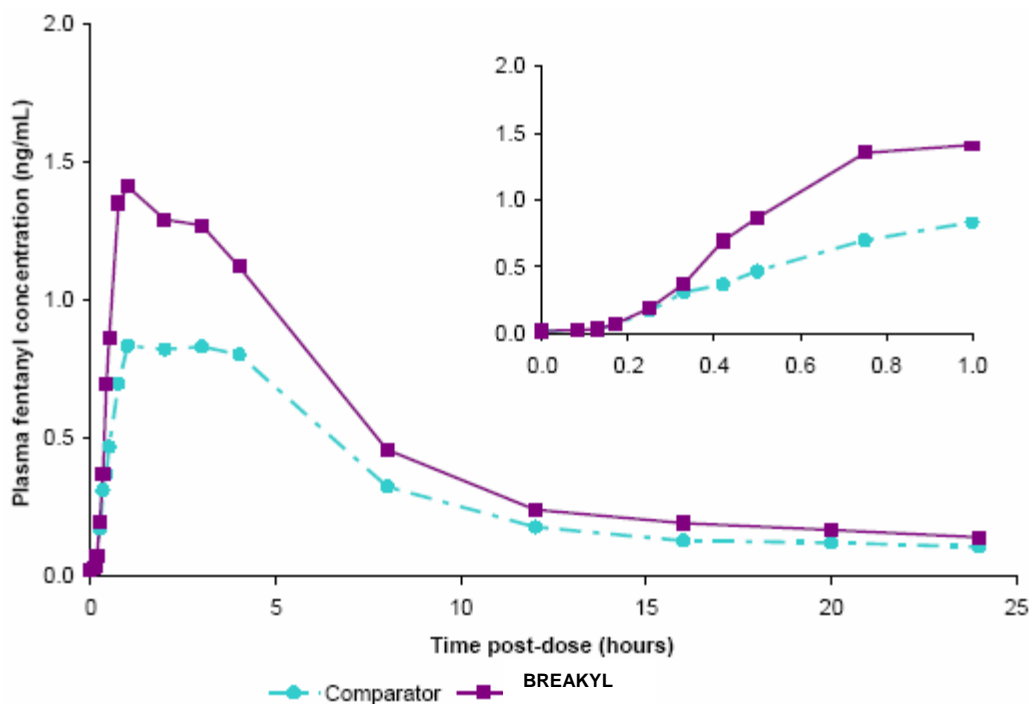 2.0
1.5
1.0
0.5
0.0
Plasma fentanyl concentration (ng/mL)
0 5 10 15 20 25
Time post-dose (hours)
2.0
1.5
1.0
0.5
0.0
0.0 0.2 0.4 0.6 0.8 1.0
Comparator BREAKYL